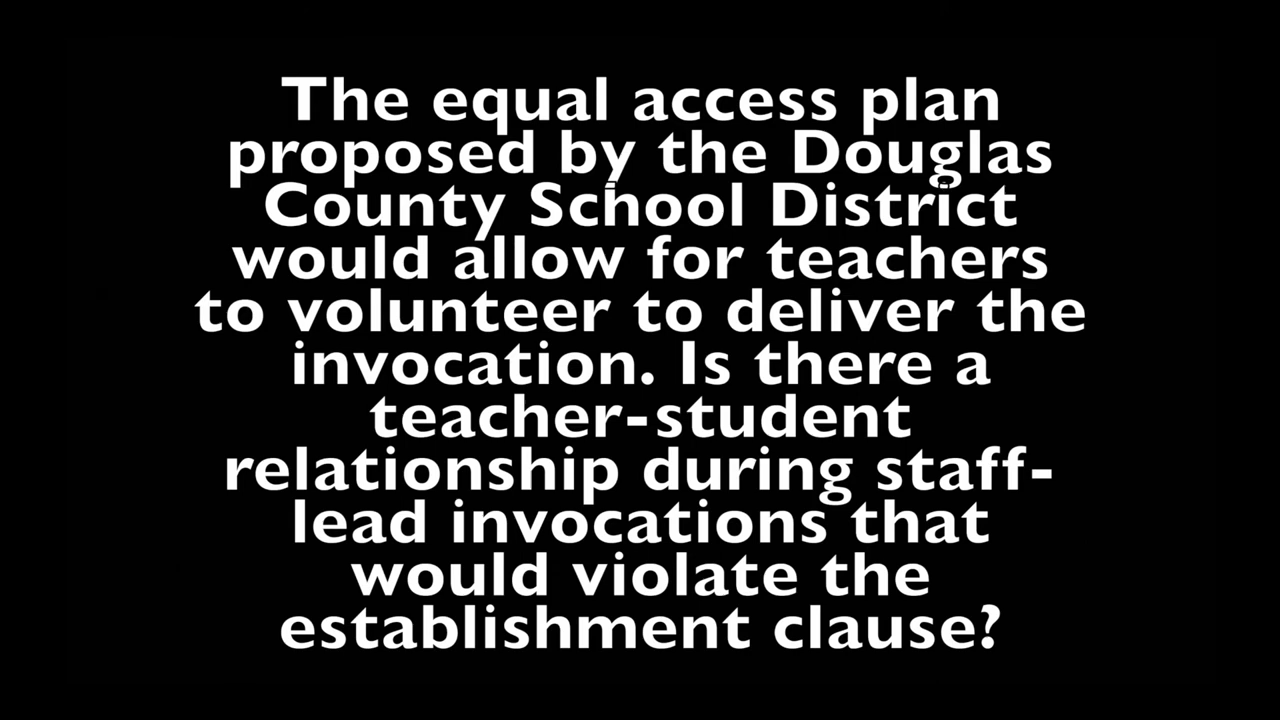 The equal access plan
proposed by the Douglas
County School District
would allow for teachers
to volunteer to deliver the
invocation. Is there a
teacher-student
relationship during staff-
lead invocations that
would violate the
establishment clause?